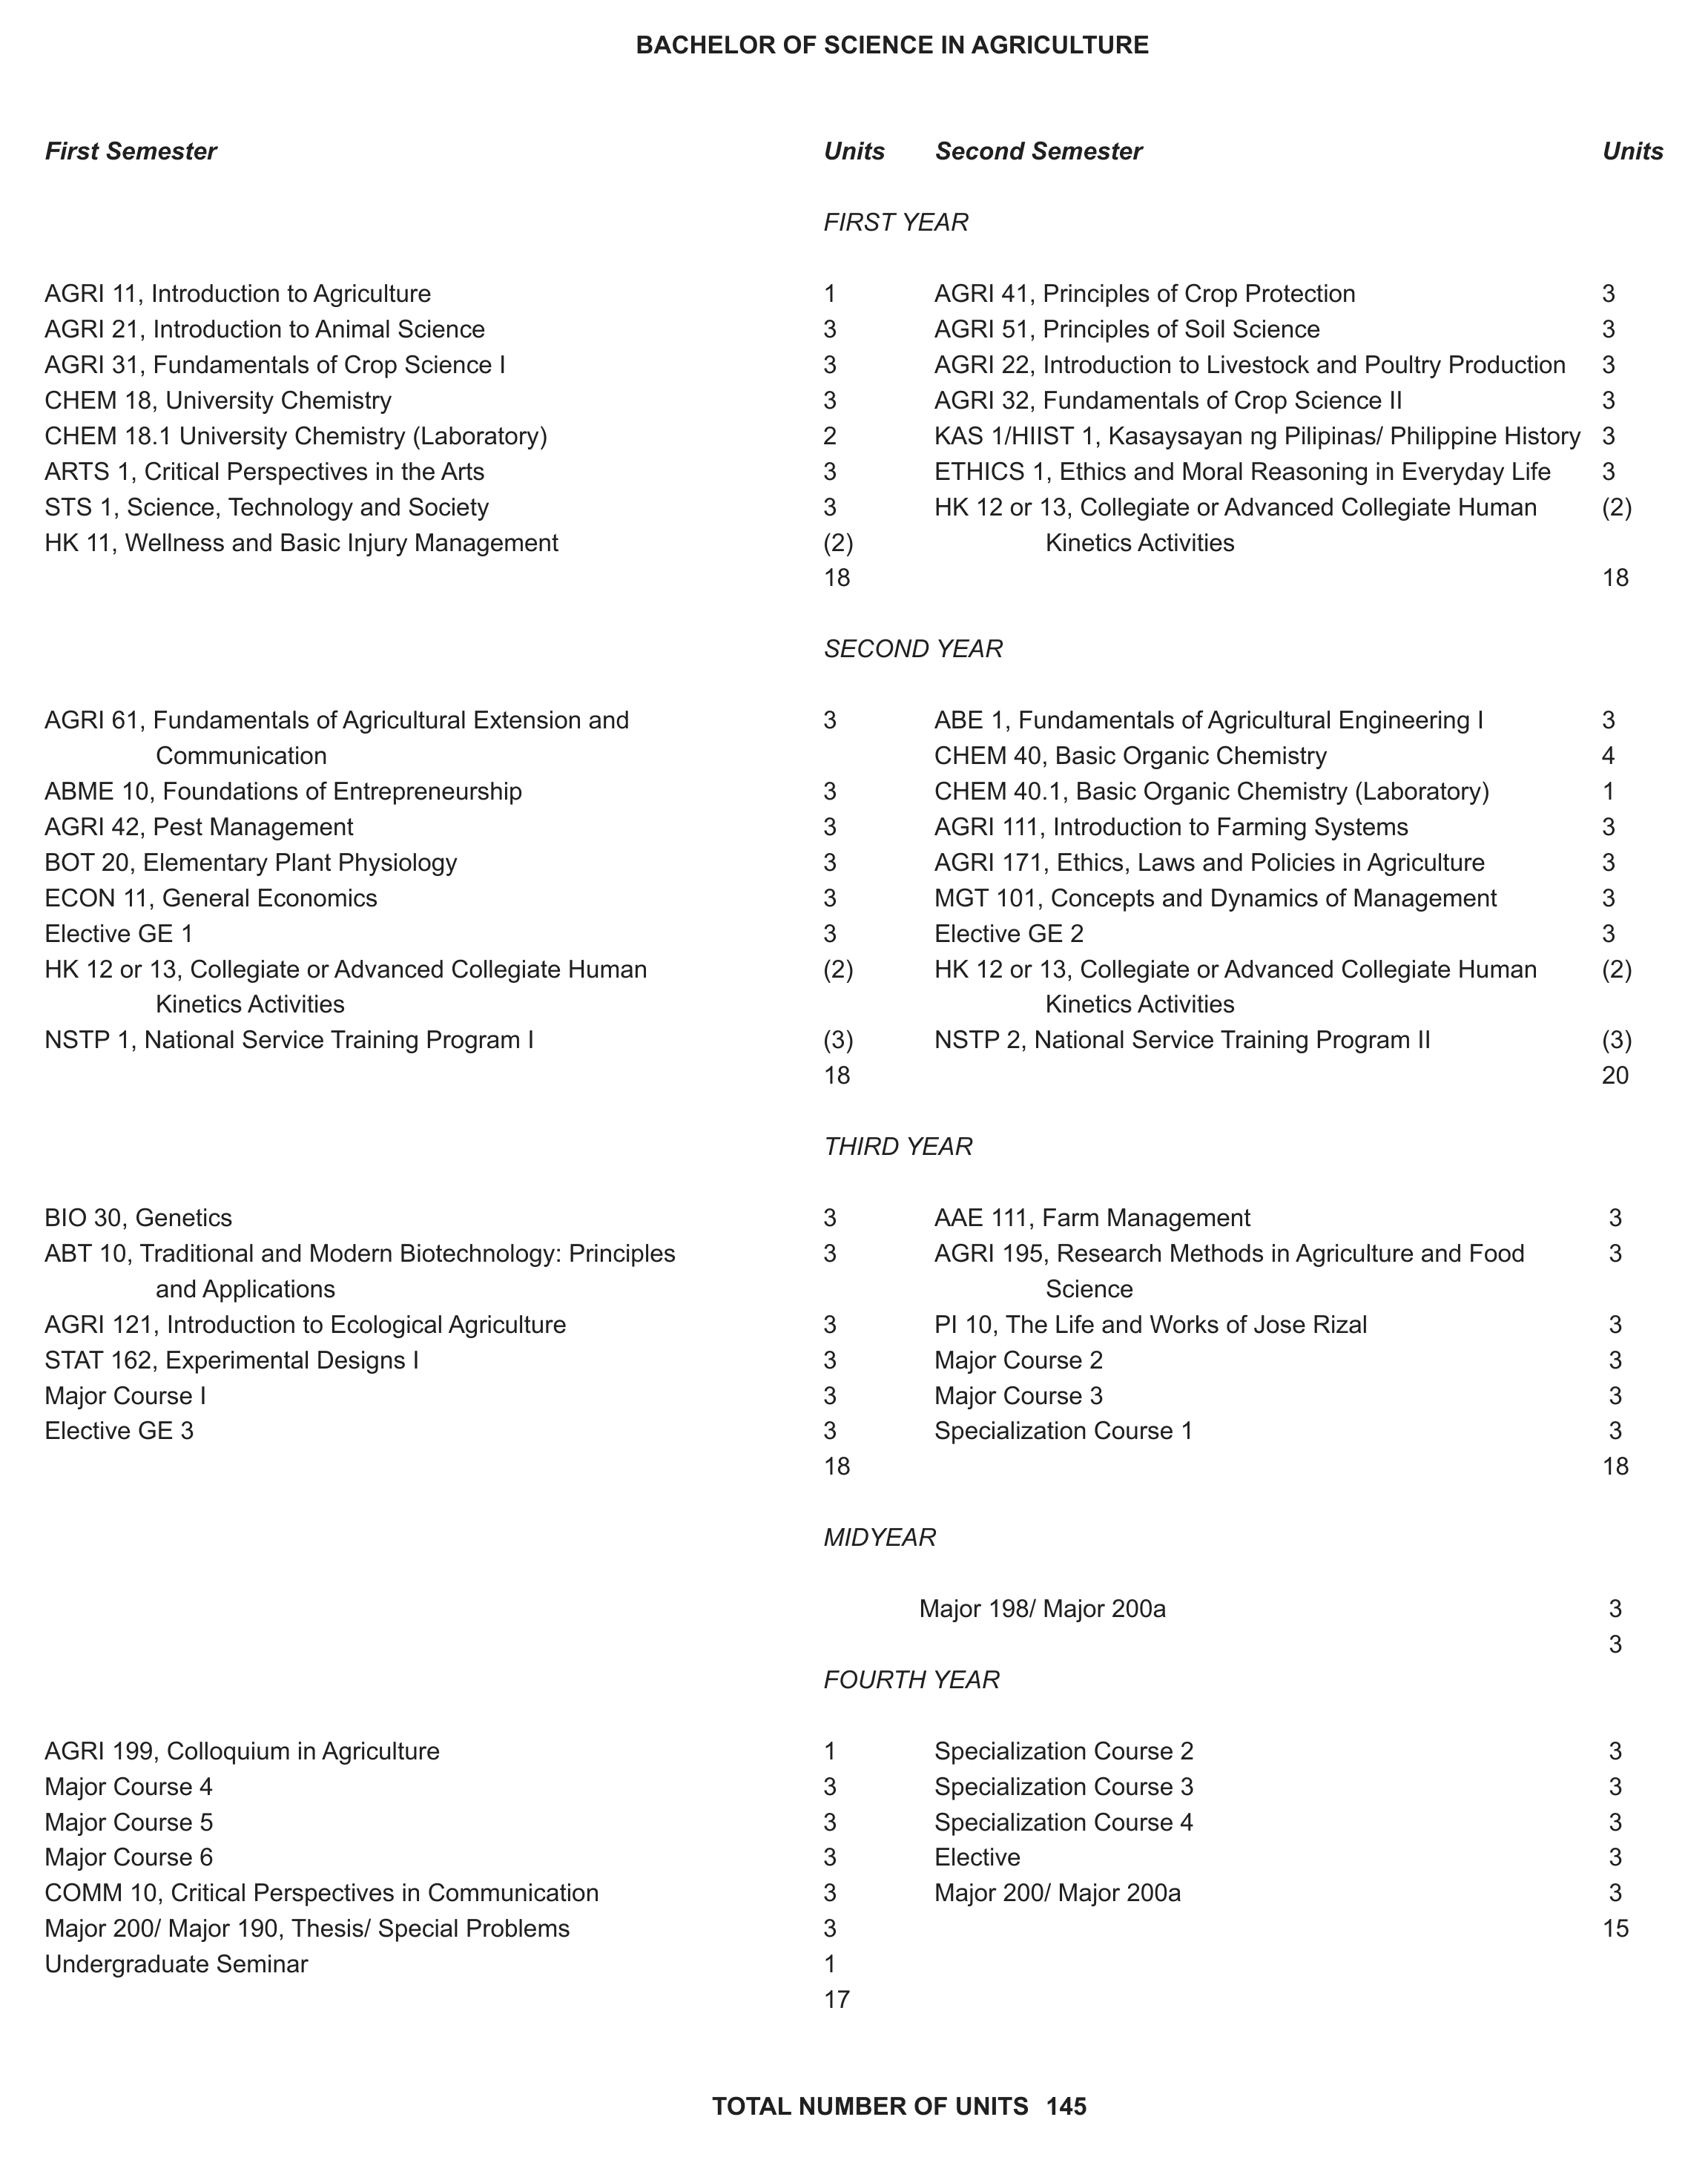 BACHELOR OF SCIENCE IN AGRICULTURE
First Semester Units Second Semester Units
FIRST YEAR
AGRI 11, Introduction to Agriculture 1 AGRI 41, Principles of Crop Protection 3
AGRI 21, Introduction to Animal Science 3 AGRI 51, Principles of Soil Science 3
AGRI 31, Fundamentals of Crop Science I 3 AGRI 22, Introduction to Livestock and Poultry Production 3
CHEM 18, University Chemistry 3 AGRI 32, Fundamentals of Crop Science II 3
CHEM 18.1 University Chemistry (Laboratory) 2 KAS 1/HIIST 1, Kasaysayan ng Pilipinas/ Philippine History 3
ARTS 1, Critical Perspectives in the Arts 3 ETHICS 1, Ethics and Moral Reasoning in Everyday Life 3
STS 1, Science, Technology and Society 3 HK 12 or 13, Collegiate or Advanced Collegiate Human (2)
HK 11, Wellness and Basic Injury Management (2) Kinetics Activities
18 18
SECOND YEAR
AGRI 61, Fundamentals of Agricultural Extension and 3 ABE 1, Fundamentals of Agricultural Engineering I 3
Communication CHEM 40, Basic Organic Chemistry 4
ABME 10, Foundations of Entrepreneurship 3 CHEM 40.1, Basic Organic Chemistry (Laboratory) 1
AGRI 42, Pest Management 3 AGRI 111, Introduction to Farming Systems 3
BOT 20, Elementary Plant Physiology 3 AGRI 171, Ethics, Laws and Policies in Agriculture 3
ECON 11, General Economics 3 MGT 101, Concepts and Dynamics of Management 3
Elective GE 1 3 Elective GE 2 3
HK 12 or 13, Collegiate or Advanced Collegiate Human (2) HK 12 or 13, Collegiate or Advanced Collegiate Human (2)
Kinetics Activities Kinetics Activities
NSTP 1, National Service Training Program I (3) NSTP 2, National Service Training Program II (3)
18 20
THIRD YEAR
BIO 30, Genetics 3 AAE 111, Farm Management 3
ABT 10, Traditional and Modern Biotechnology: Principles 3 AGRI 195, Research Methods in Agriculture and Food 3
and Applications Science
AGRI 121, Introduction to Ecological Agriculture 3 PI 10, The Life and Works of Jose Rizal 3
STAT 162, Experimental Designs I 3 Major Course 2 3
Major Course I 3 Major Course 3 3
Elective GE 3 3 Specialization Course 1 3
18 18
MIDYEAR
Major 198/ Major 200a 3
3
FOURTH YEAR
AGRI 199, Colloquium in Agriculture 1 Specialization Course 2 3
Major Course 4 3 Specialization Course 3 3
Major Course 5 3 Specialization Course 4 3
Major Course 6 3 Elective 3
COMM 10, Critical Perspectives in Communication 3 Major 200/ Major 200a 3
Major 200/ Major 190, Thesis/ Special Problems 3 15
Undergraduate Seminar 1
17
TOTAL NUMBER OF UNITS 145